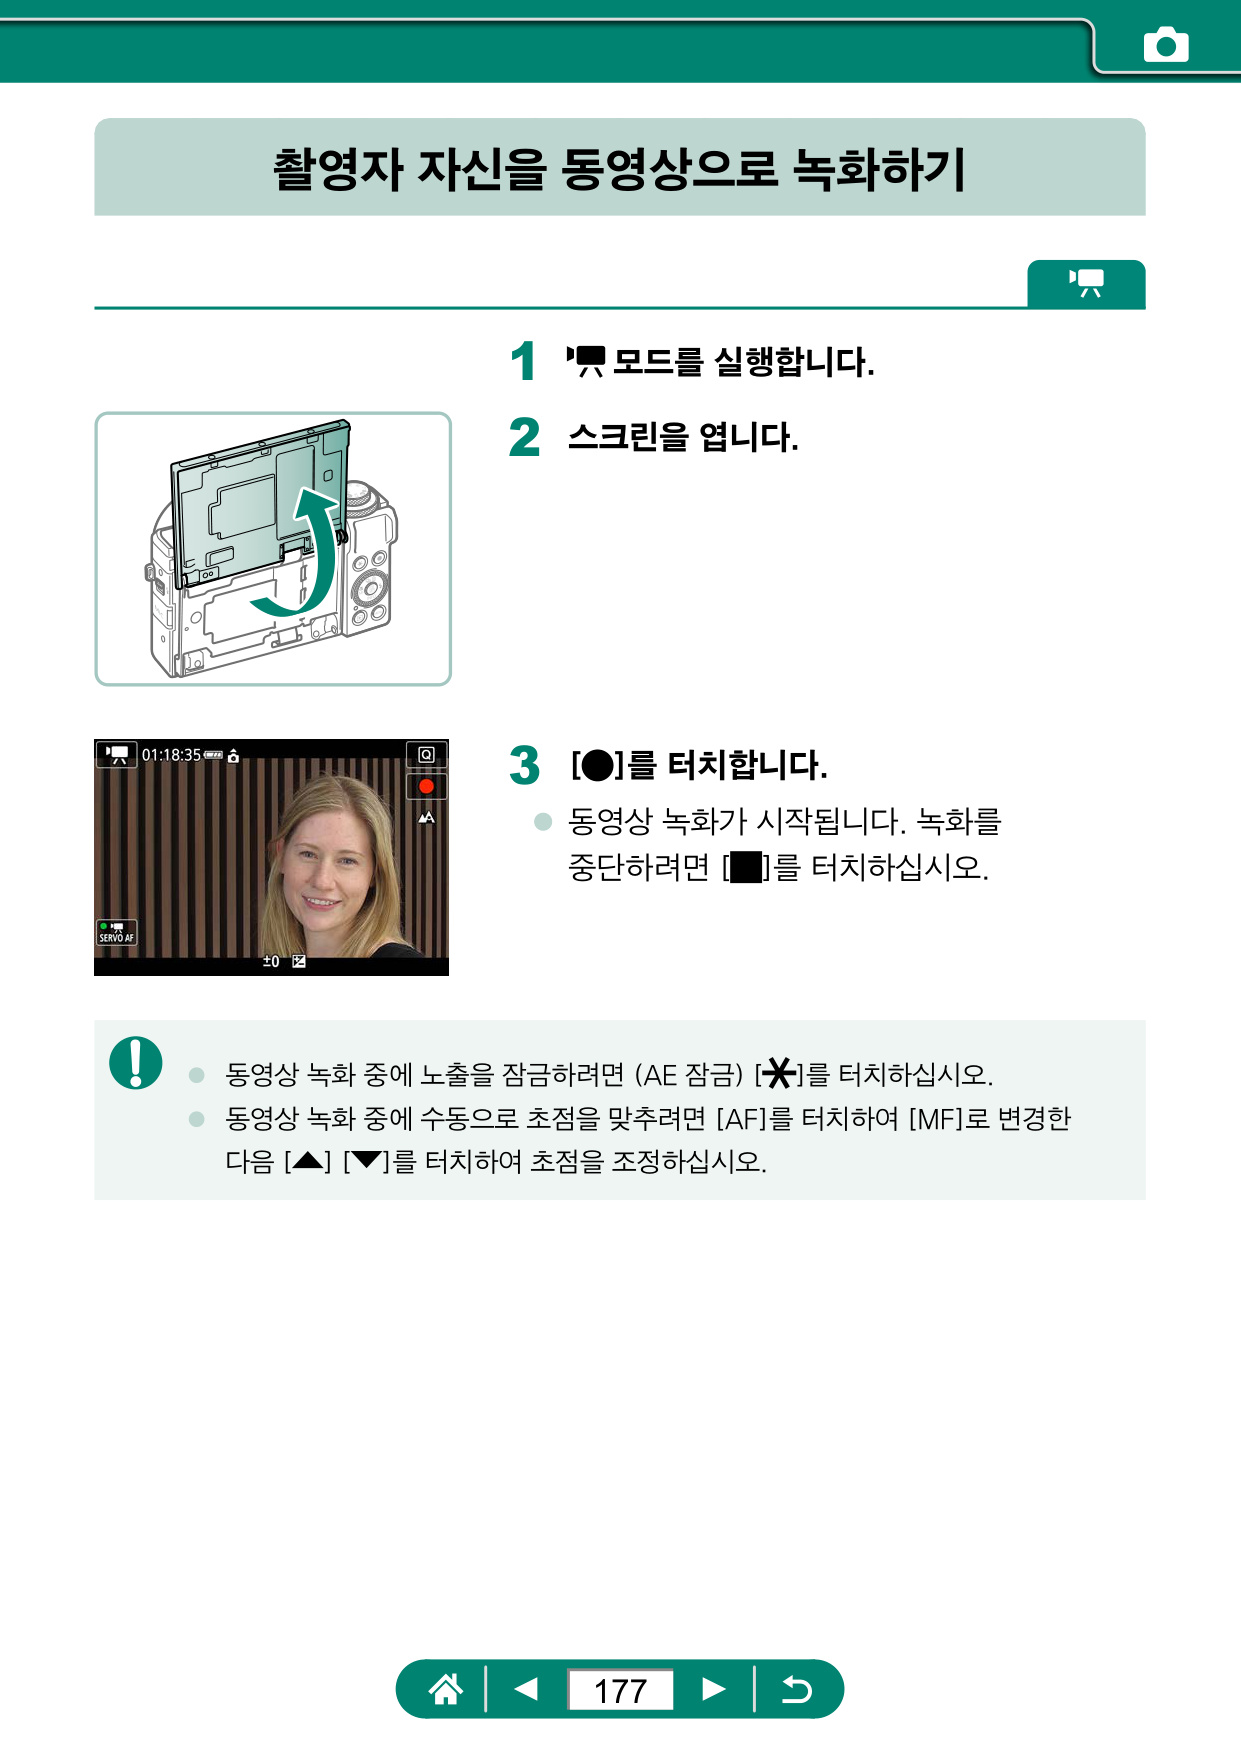 촬영자 자신을 동영상으로 녹화하기
1 모드를 실행합니다.
2 스크린을 엽니다.
01:18:35
Q
SERVO AF
±0
3 [●]를 터치합니다.
● 동영상 녹화가 시작됩니다. 녹화를
중단하려면 [■]를 터치하십시오.
● 동영상 녹화 중에 노출을 잠금하려면 (AE 잠금) [✱]를 터치하십시오.
● 동영상 녹화 중에 수동으로 초점을 맞추려면 [AF]를 터치하여 [MF]로 변경한
다음 [▲] [▼]를 터치하여 초점을 조정하십시오.
177